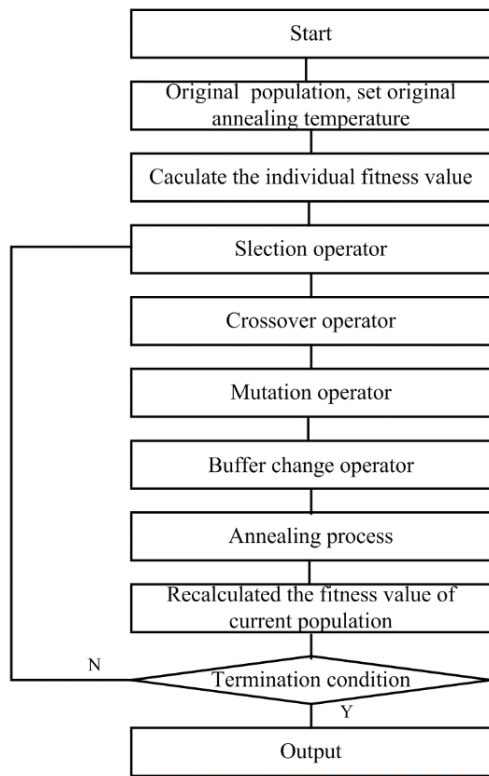 Start
Original population, set original
annealing temperature
Caculate the individual fitness value
Slection operator
Crossover operator
Mutation operator
Buffer change operator
Annealing process
Recalculated the fitness value of
current population
N
Termination condition
Y
Output